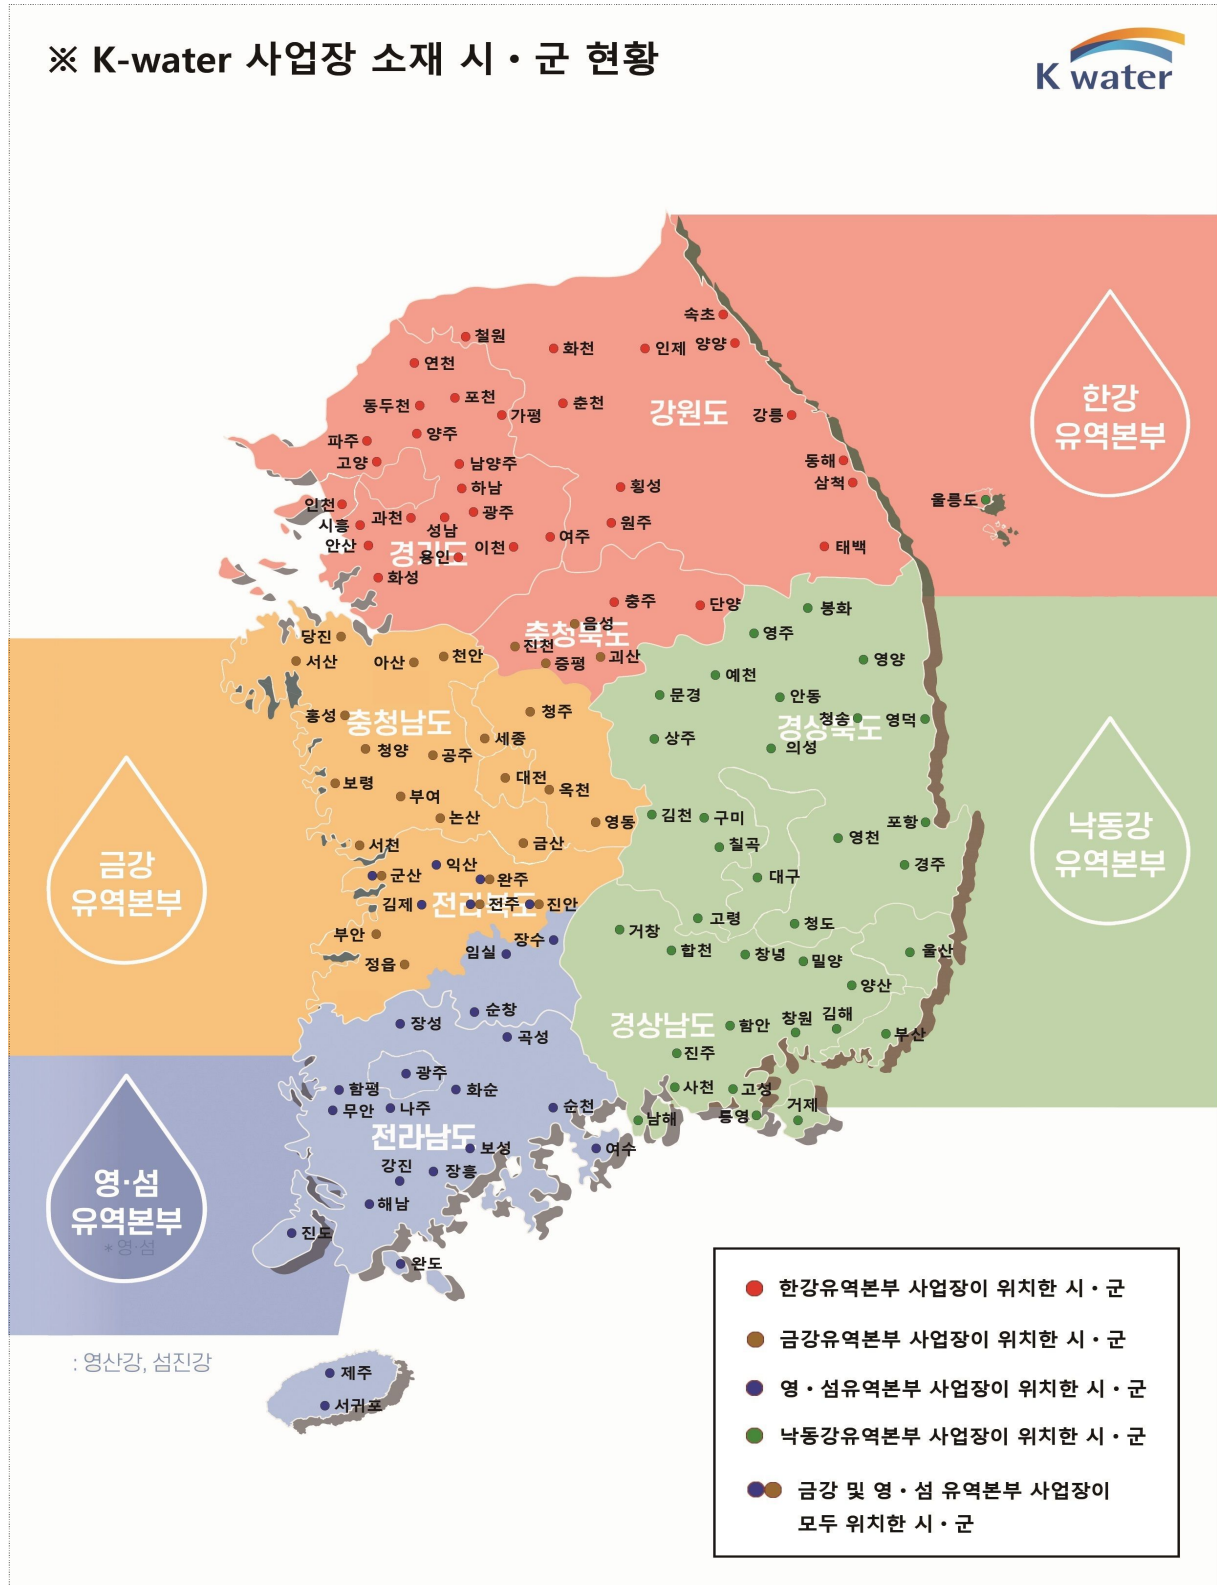 ※ K-water 사업장 소재 시・군 현황
K water
속초
철원
화천
인제
양양
연천
포천
동두천
가평
춘천
강원도
강릉
한강
유역본부
파주
양주
고양
남양주
동해
하남
횡성
삼척
울릉도
인천
시흥
과천
성남
광주
원주
안산
경기도
용인
이천
여주
태백
화성
충주
단양
봉화
음성
충청북도
영주
당진
진천
서산
아산
천안
증평
괴산
영양
예천
문경
안동
홍성
충청남도
청주
청송
경상북도
영덕
청양
공주
세종
상주
의성
보령
대전
옥천
부여
논산
영동
김천
구미
포항
낙동강
유역본부
서천
금산
칠곡
영천
금강
유역본부
군산
익산
완주
대구
경주
김제
전라북도
전주
진안
고령
청도
부안
장수
거창
임실
합천
창녕
밀양
울산
정읍
양산
순창
장성
곡성
경상남도
함안
창원
김해
부산
진주
광주
함평
화순
사천
고성
거제
무안
나주
순천
남해
통영
전라남도
보성
여수
영·섬
유역본부
*영·섬
강진
장흥
해남
진도
완도
: 영산강, 섬진강
제주
서귀포
한강유역본부 사업장이 위치한 시・군
금강유역본부 사업장이 위치한 시・군
영・섬유역본부 사업장이 위치한 시・군
낙동강유역본부 사업장이 위치한 시・군
금강 및 영・섬 유역본부 사업장이
모두 위치한 시・군